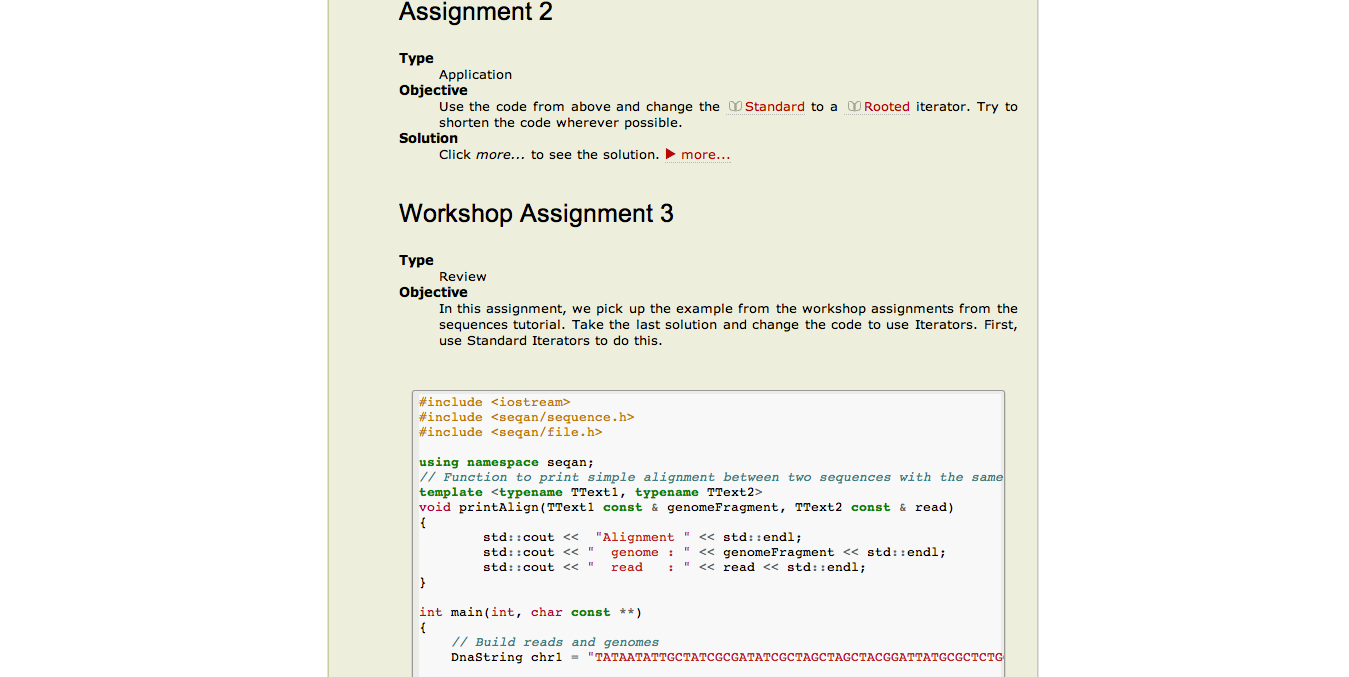 Assignment 2
Type
Application
Objective
Use the code from above and change the Standard to a Rooted iterator. Try to
shorten the code wherever possible.
Solution
Click more... to see the solution. ▶ more...
Workshop Assignment 3
Type
Review
Objective
In this assignment, we pick up the example from the workshop assignments from the
sequences tutorial. Take the last solution and change the code to use Iterators. First,
use Standard Iterators to do this.
#include <iostream>
#include <seqan/sequence.h>
#include <seqan/file.h>
using namespace seqan;
// Function to print simple alignment between two sequences with the same
template <typename TText1, typename TText2>
void printAlign(TText1 const & genomeFragment, TText2 const & read)
{
        std::cout <<  "Alignment " << std::endl;
        std::cout << "  genome : " << genomeFragment << std::endl;
        std::cout << "  read   : " << read << std::endl;
}
int main(int, char const **)
{
    // Build reads and genomes
    DnaString chr1 = "TATAATATTGCTATCGCGATATCGCTAGCTAGCTACGGATTATGCGCTCTG